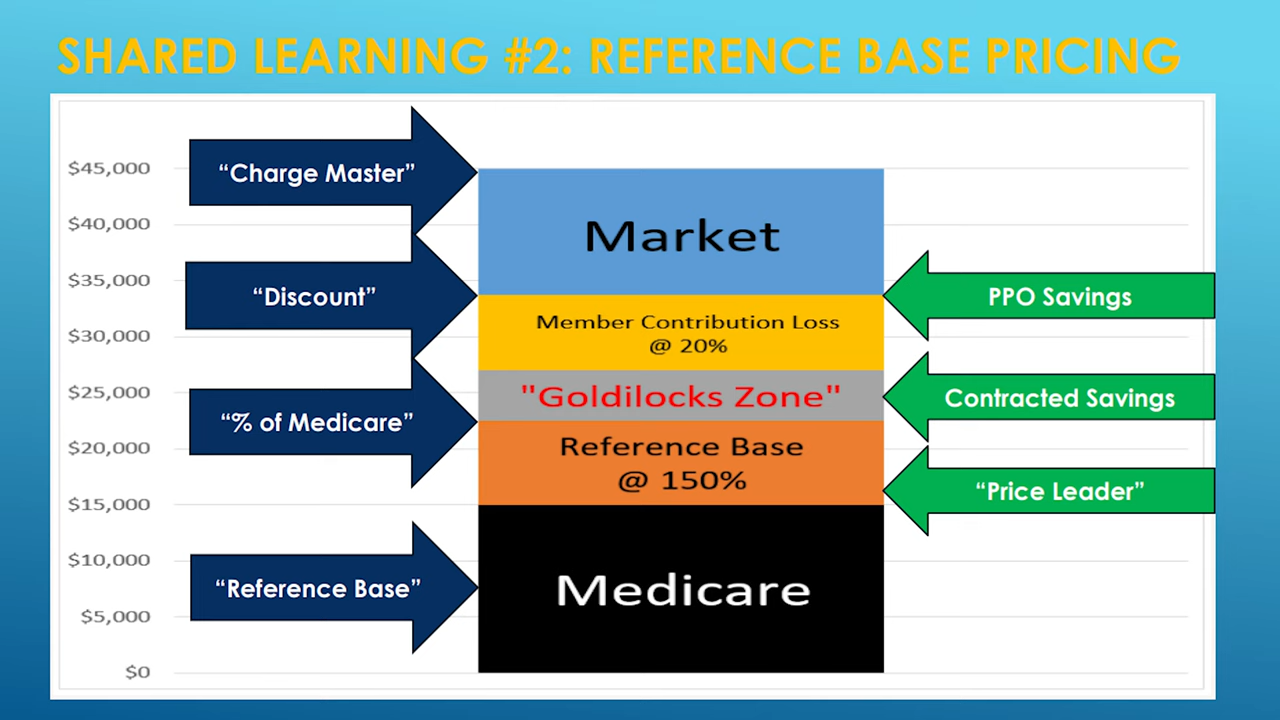 SHARED LEARNING #2: REFERENCE BASE PRICING
$45,000
$40,000
$35,000
$30,000
$25,000
$20,000
$15,000
$10,000
$5,000
$0
“Charge Master”
“Discount”
“% of Medicare”
“Reference Base”
Market
Member Contribution Loss
@ 20%
"Goldilocks Zone"
Reference Base
@ 150%
Medicare
PPO Savings
Contracted Savings
“Price Leader”